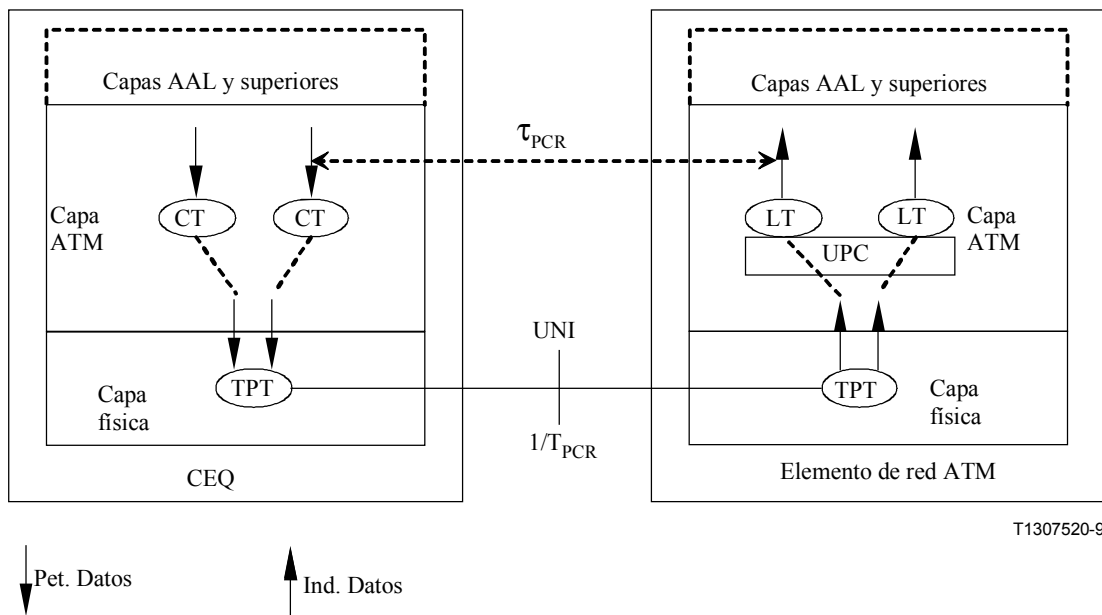 Capas AAL y superiores
Capa
ATM
CT
CT
TPT
Capa
física
CEQ
τPCR
UNI
1/TPCR
Capas AAL y superiores
LT
LT
UPC
Capa
ATM
TPT
Capa
física
Elemento de red ATM
T1307520-9
Pet. Datos
Ind. Datos